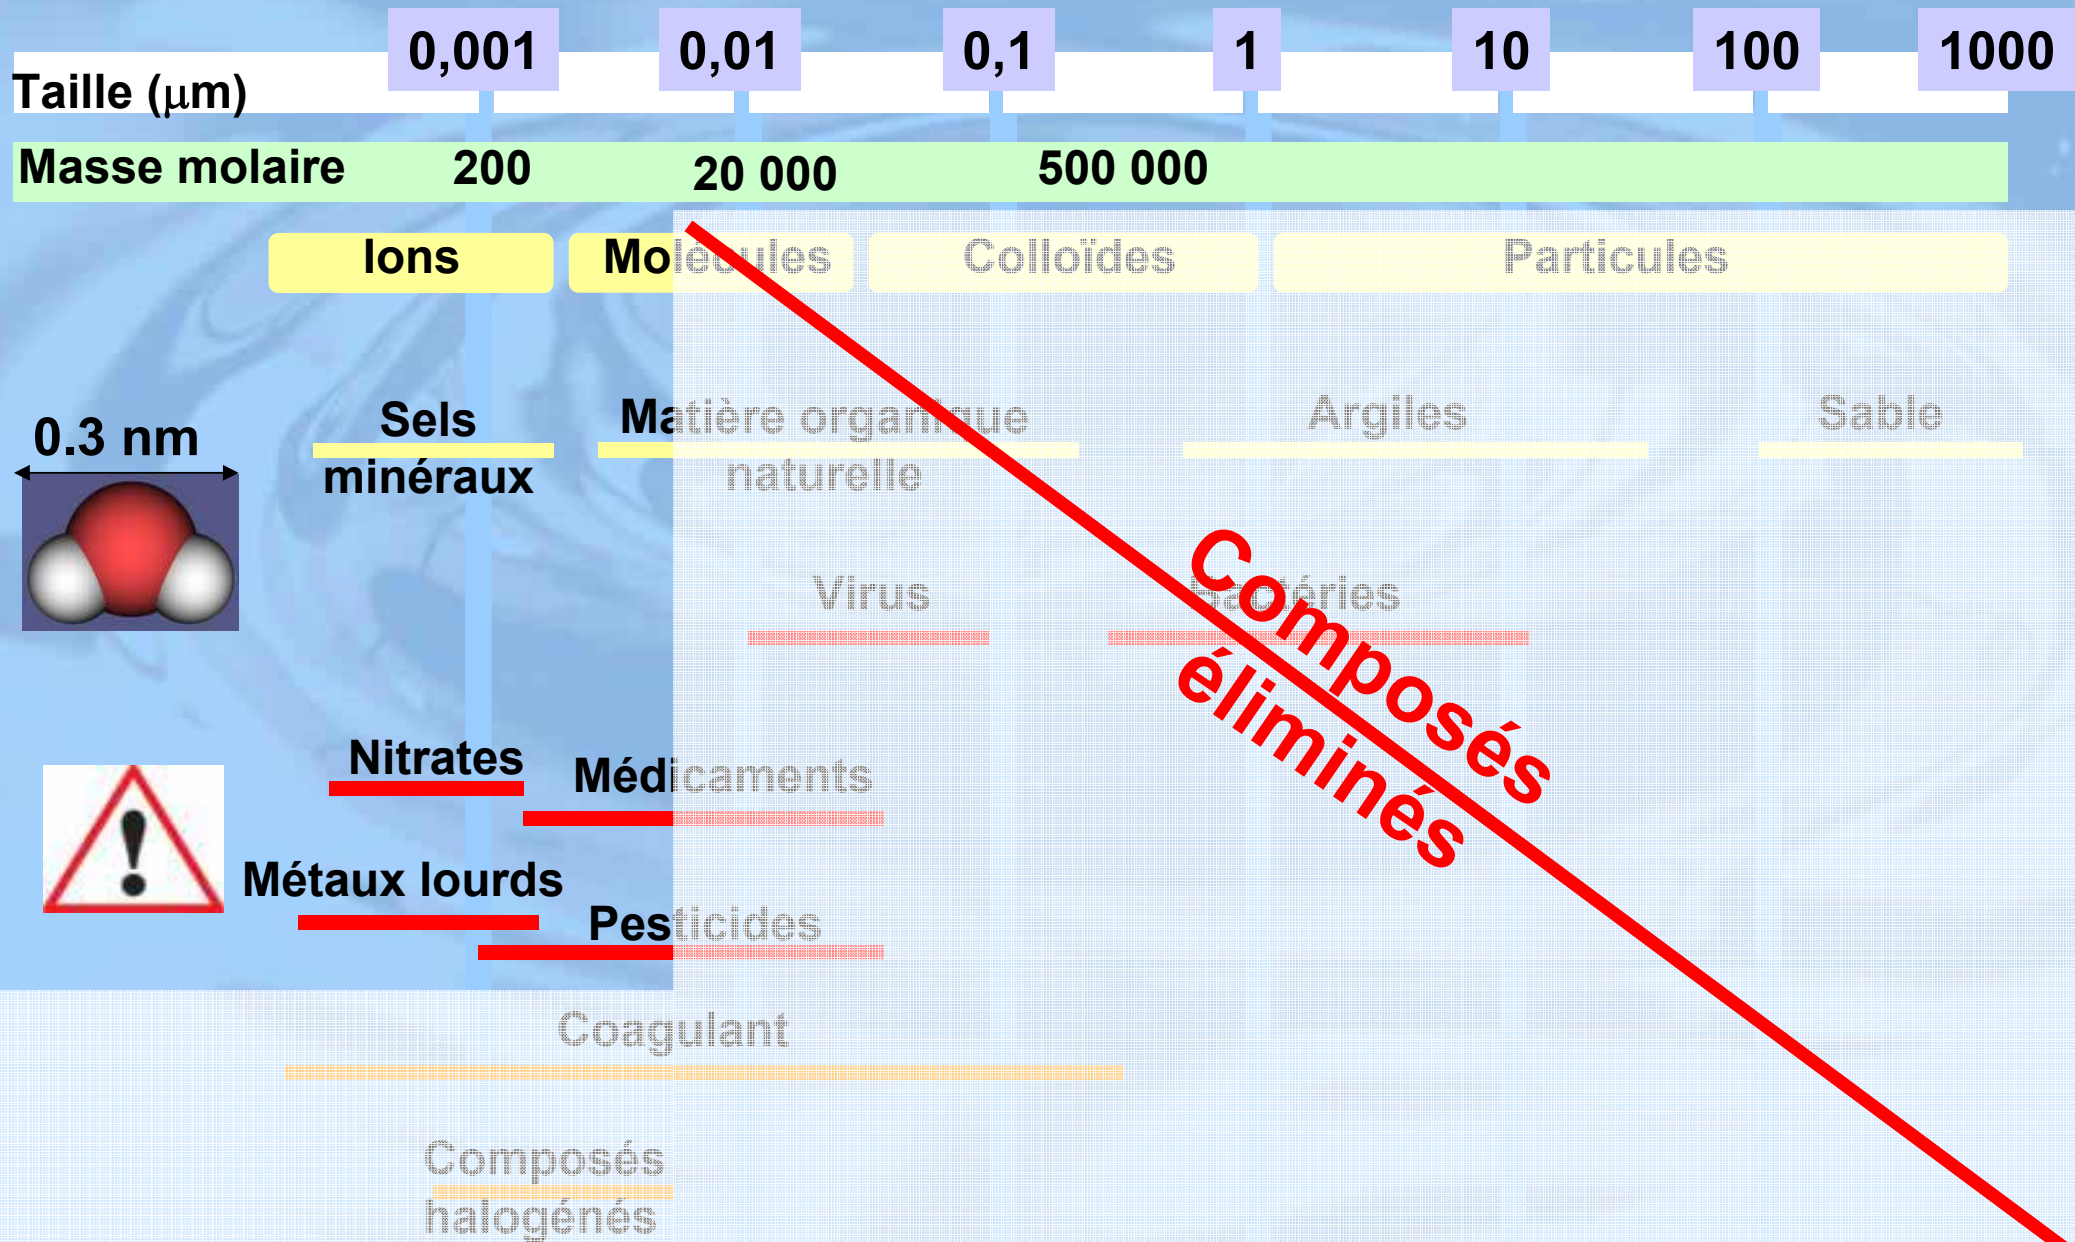 0,001 0,01 0,1 1 10 100 1000
Taille (μm)
Masse molaire 200 20 000 500 000
Ions Molécules Colloïdes Particules
Sels
minéraux
Matière organique
naturelle
Argiles
Sable
0.3 nm
Virus
Bactéries
Composés
éliminés
Nitrates
Médicaments
Métaux lourds
Pesticides
Coagulant
Composés
halogénés